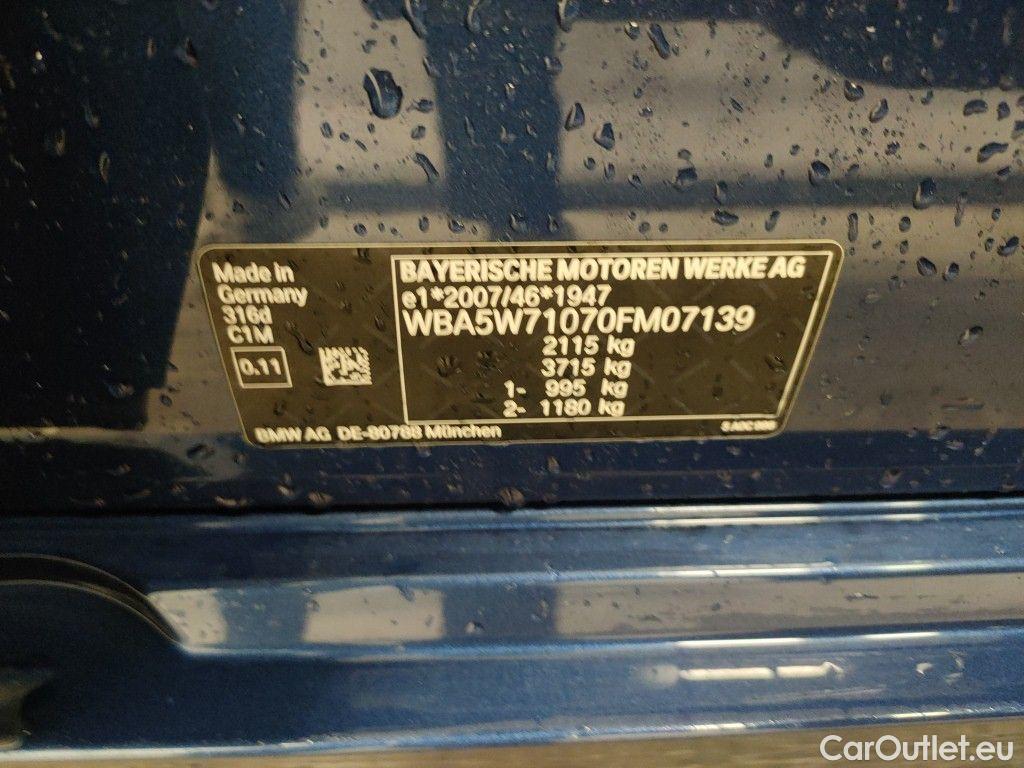 Made in
Germany
316d
C1M
0.11
BAYERISCHE MOTOREN WERKE AG
e1*2007/46*1947
WBA5W71070FM07139
2115 kg
3715 kg
1- 995 kg
2- 1180 kg
BMW AG DE-80788 München
CarOutlet.eu